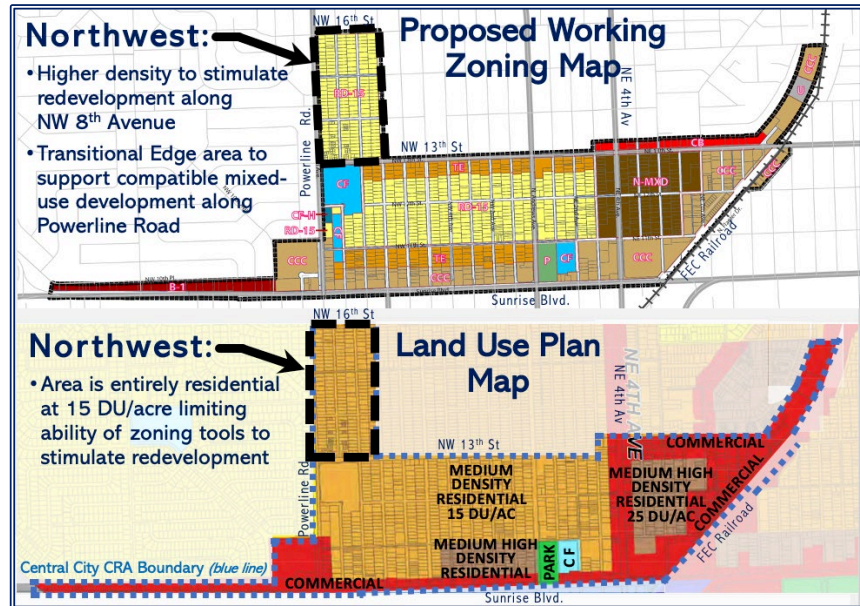 NW 16th St
Northwest:
• Higher density to stimulate
redevelopment along
NW 8th Avenue
• Transitional Edge area to
support compatible mixed-
use development along
Powerline Road
Proposed Working
Zoning Map
Powerline Rd.
NW 13th St
NE 4th Av
RD-15
CF
CF-H
RD-15
CF
TE
RD-15
TE
CCC
CCC
B-1
NW 10th Pl.
P
CF
N-MXD
CB
CCC
CCC
CCC
CCC
U
FEC Railroad
Sunrise Blvd.
NW 16th St
Northwest:
• Area is entirely residential
at 15 DU/acre limiting
ability of zoning tools to
stimulate redevelopment
Land Use Plan
Map
Powerline Rd.
NW 13th St
NE 4th Av
NE 4TH AVE
COMMERCIAL
MEDIUM
DENSITY
RESIDENTIAL
15 DU/AC
MEDIUM HIGH
DENSITY
RESIDENTIAL
25 DU/AC
COMMERCIAL
FEC Railroad
MEDIUM HIGH
DENSITY
RESIDENTIAL
PARK
CF
Central City CRA Boundary (blue line)
COMMERCIAL
Sunrise Blvd.